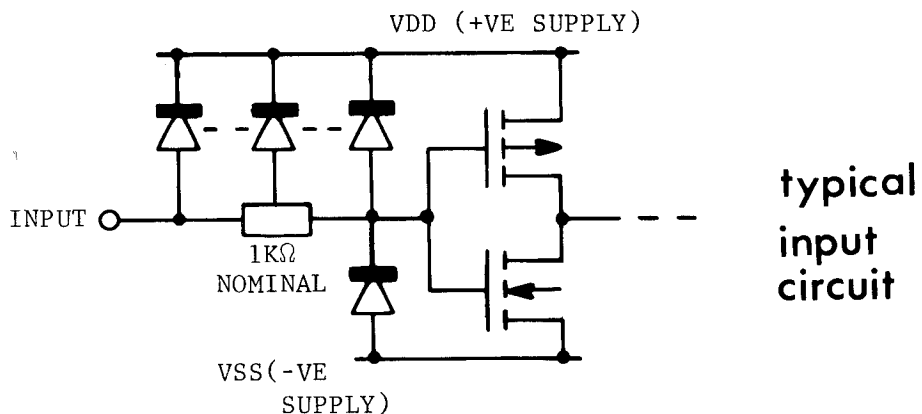 VDD (+VE SUPPLY)
INPUT
1KΩ
NOMINAL
VSS(-VE
SUPPLY)
typical
input
circuit